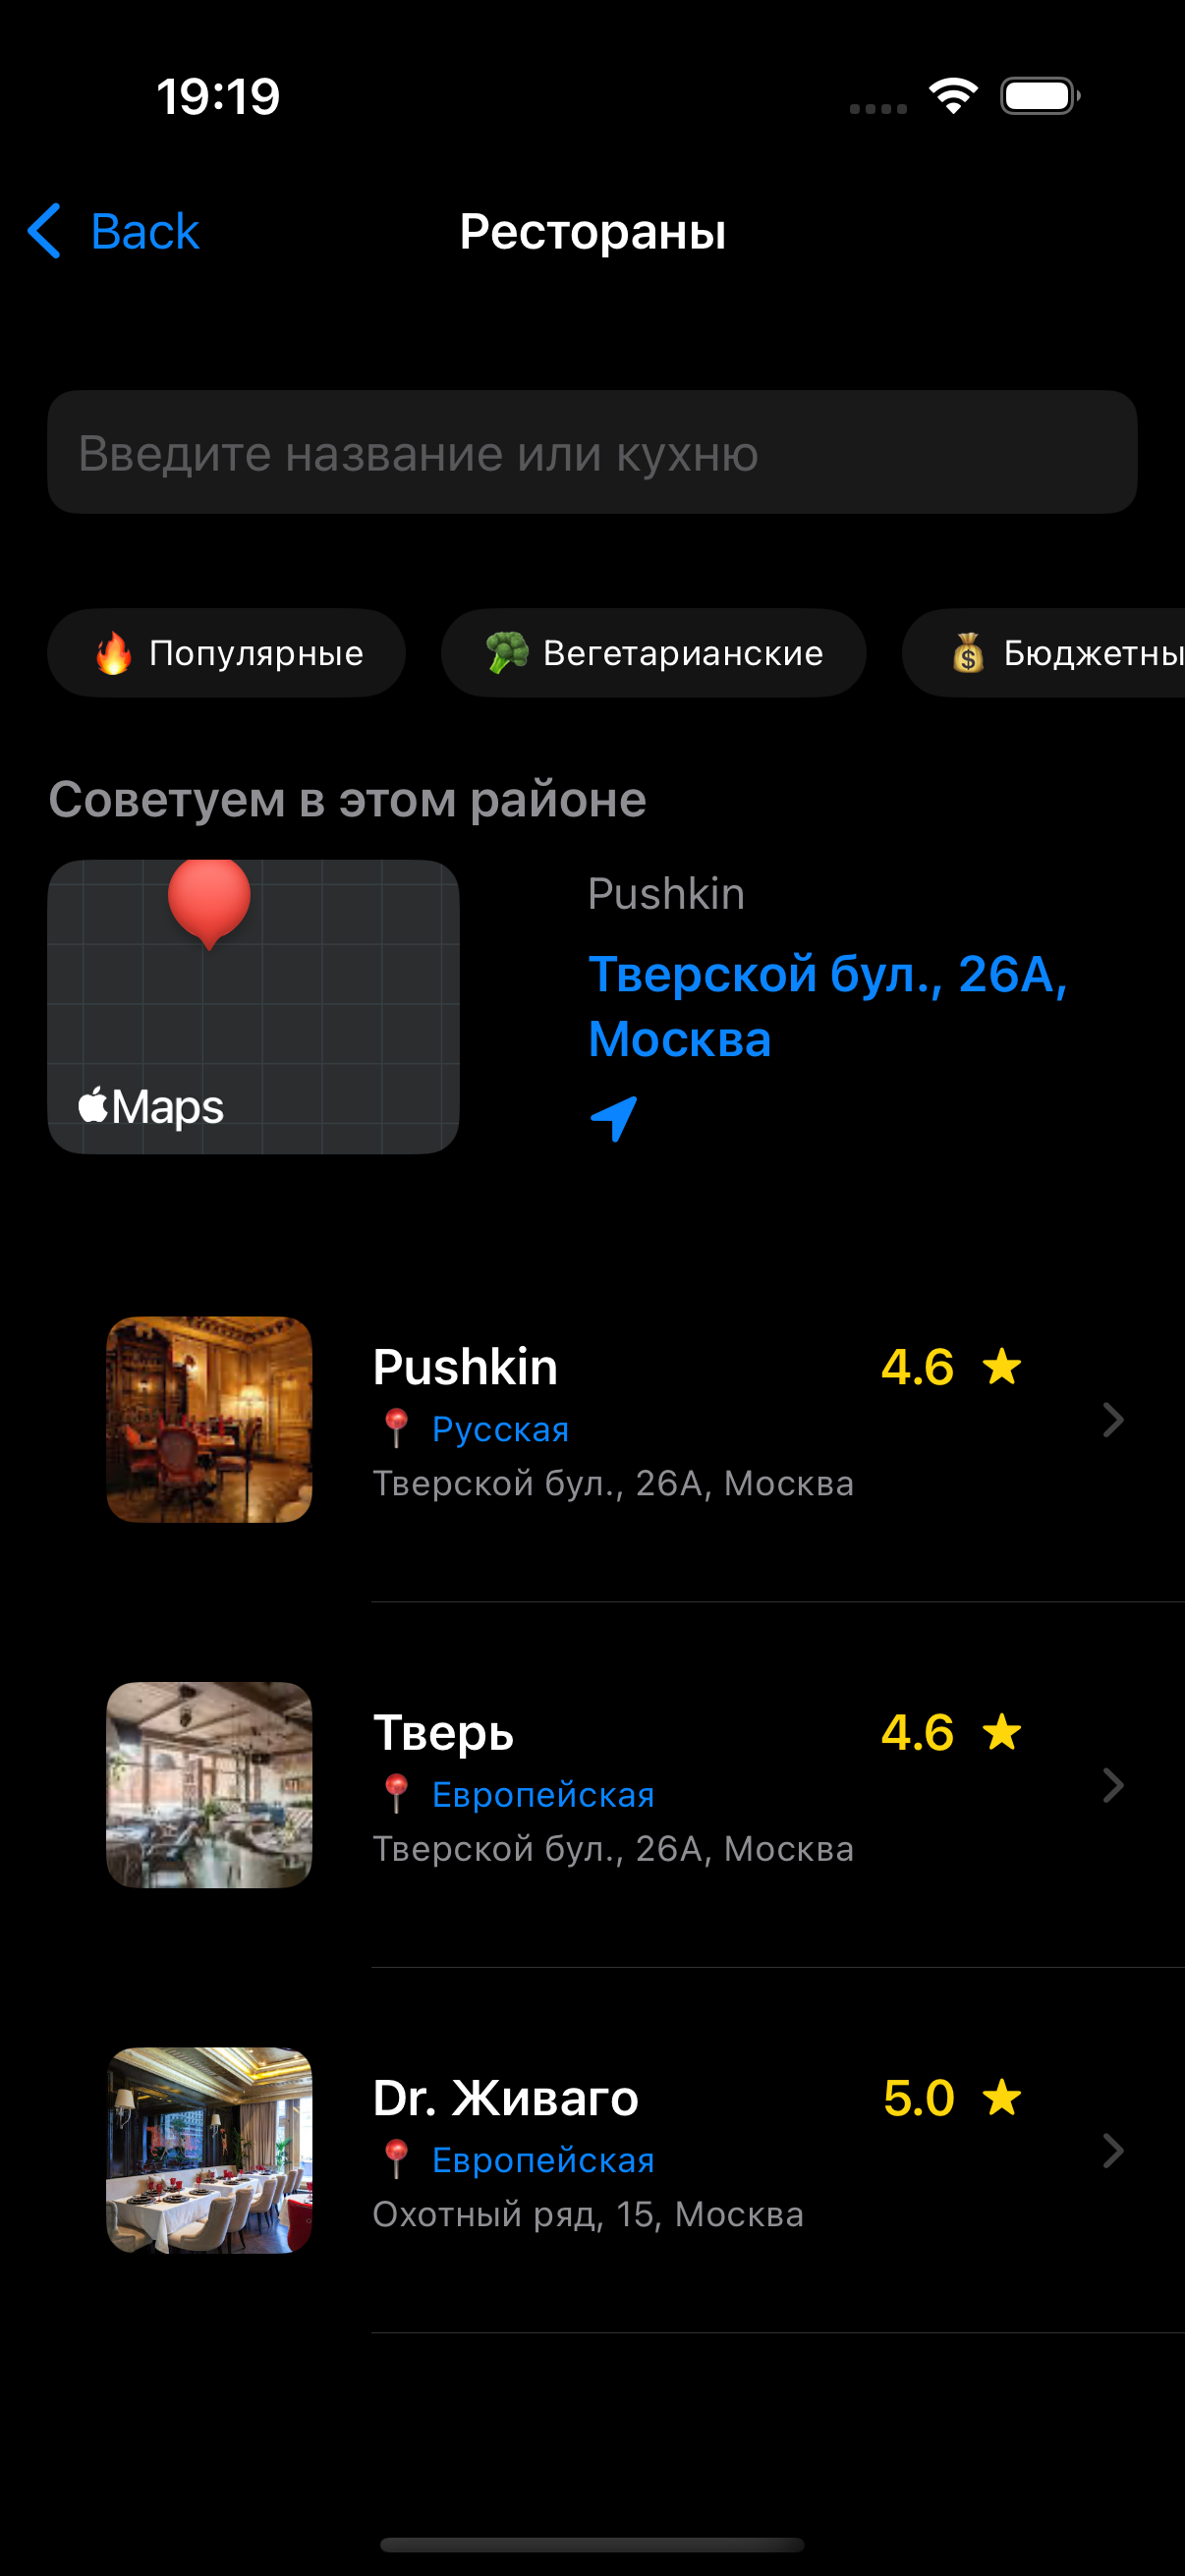 19:19
Back
Рестораны
Введите название или кухню
🔥 Популярные
🥦 Вегетарианские
💰 Бюджетны
Советуем в этом районе
Maps
Pushkin
Тверской бул., 26А,
Москва
Pushkin
4.6 ★
📍 Русская
Тверской бул., 26А, Москва
Тверь
4.6 ★
📍 Европейская
Тверской бул., 26А, Москва
Dr. Живаго
5.0 ★
📍 Европейская
Охотный ряд, 15, Москва